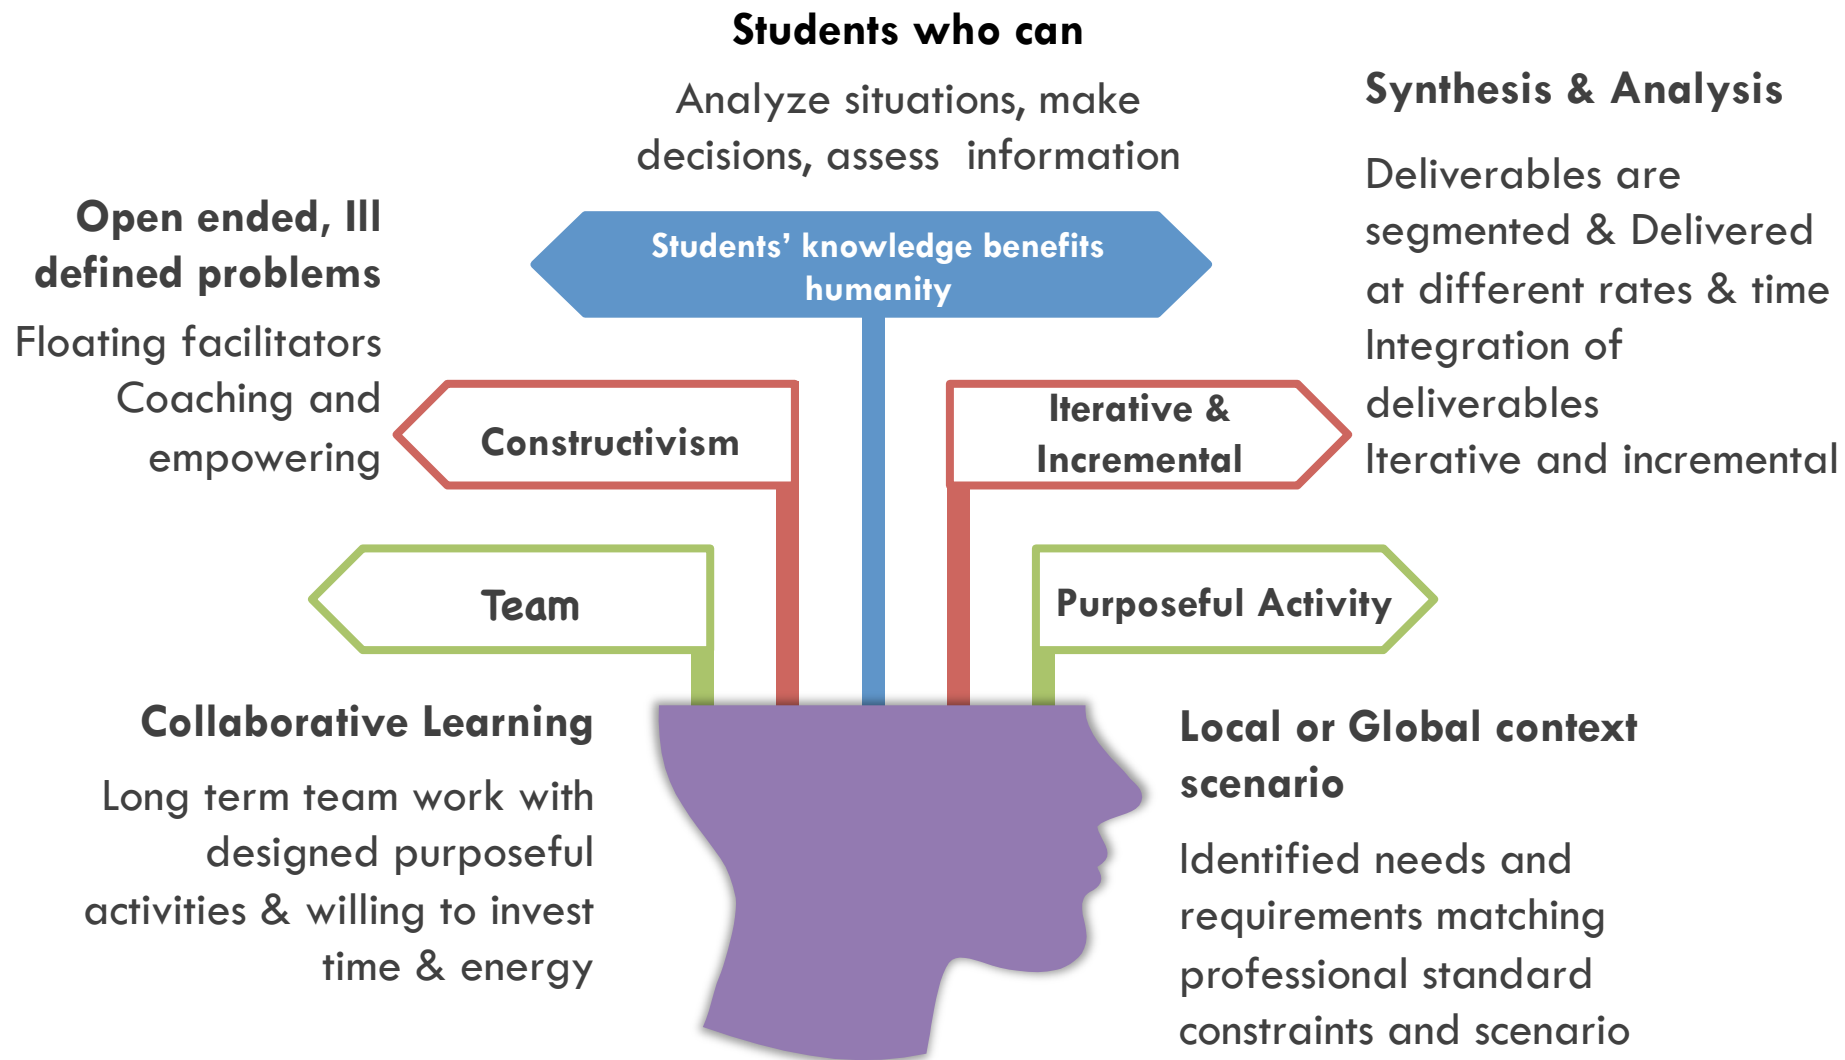 Students who can
Analyze situations, make
decisions, assess information
Synthesis & Analysis
Deliverables are
segmented & Delivered
at different rates & time
Integration of
deliverables
Iterative and incremental
Open ended, Ill
defined problems
Floating facilitators
Coaching and
empowering
Students’ knowledge benefits
humanity
Constructivism
Iterative &
Incremental
Team
Purposeful Activity
Collaborative Learning
Long term team work with
designed purposeful
activities & willing to invest
time & energy
Local or Global context
scenario
Identified needs and
requirements matching
professional standard
constraints and scenario